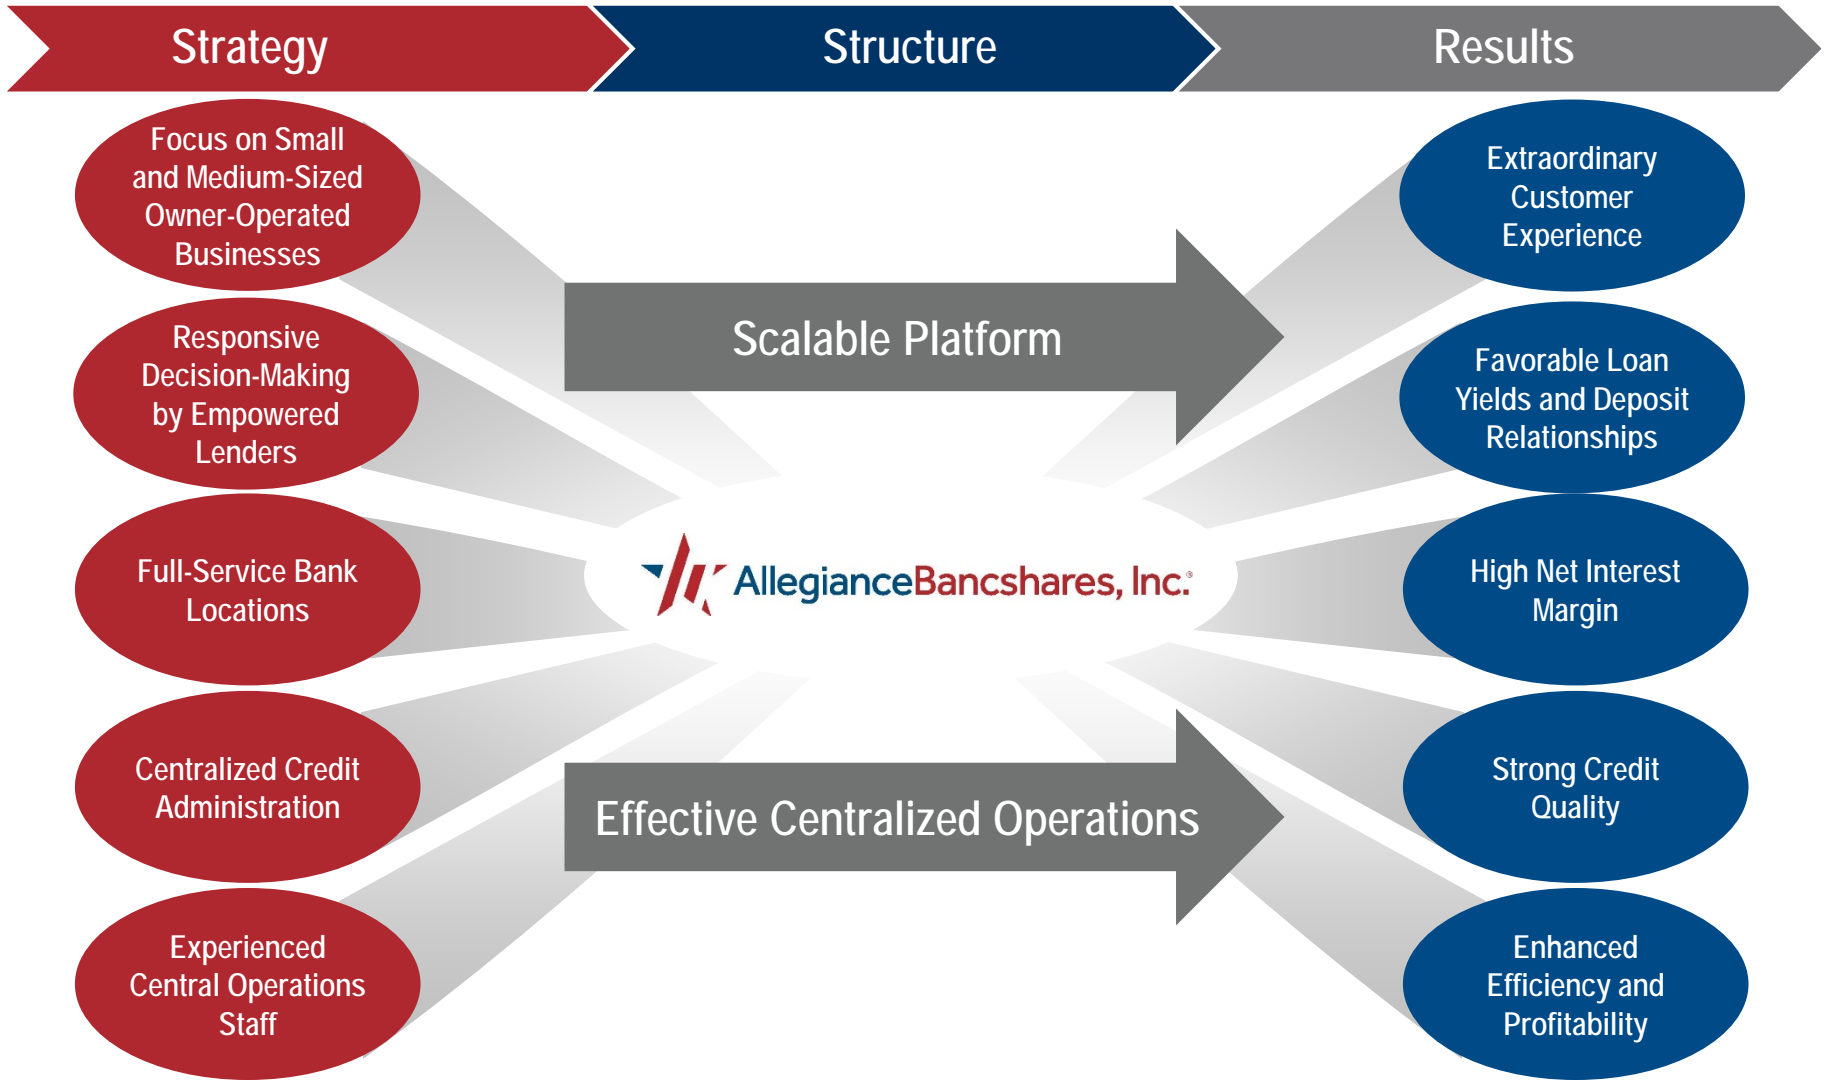 Strategy
Structure
Results
Focus on Small
and Medium-Sized
Owner-Operated
Businesses
Responsive
Decision-Making
by Empowered
Lenders
Full-Service Bank
Locations
Centralized Credit
Administration
Experienced
Central Operations
Staff
Scalable Platform
AllegianceBancshares, Inc.®
Effective Centralized Operations
Extraordinary
Customer
Experience
Favorable Loan
Yields and Deposit
Relationships
High Net Interest
Margin
Strong Credit
Quality
Enhanced
Efficiency and
Profitability